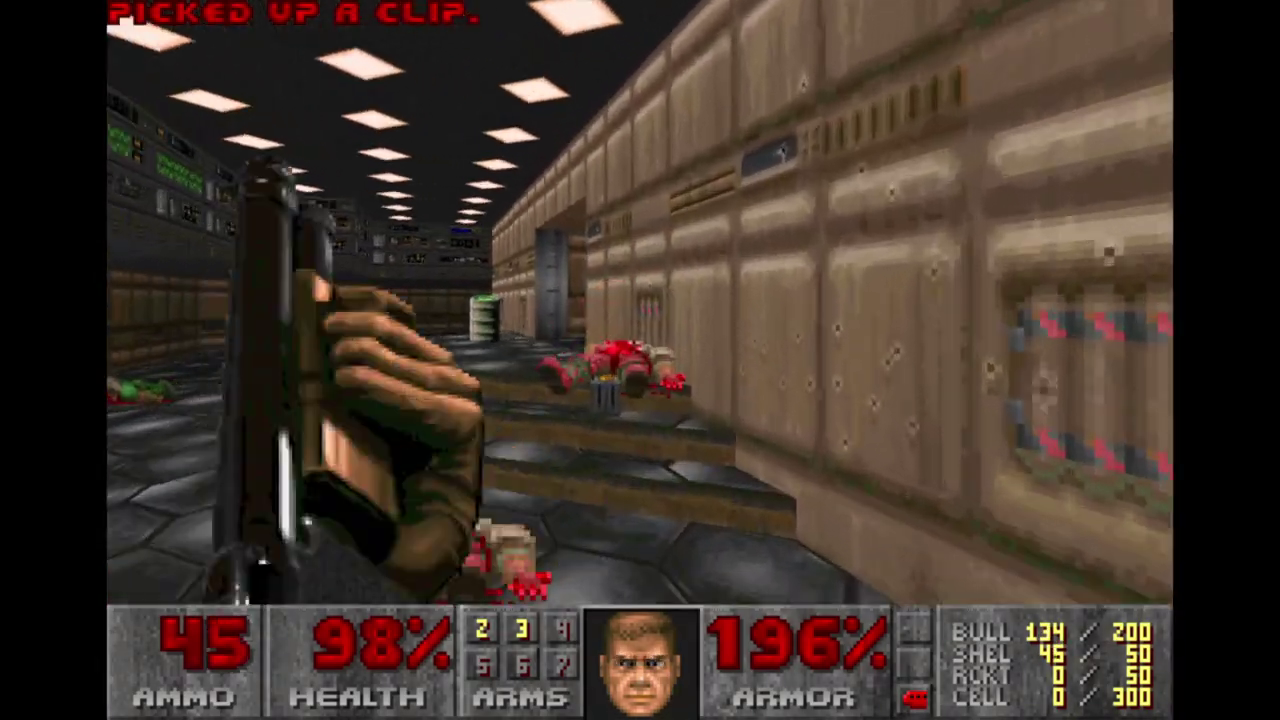 PICKED UP A CLIP.
45 98% 2 3 4 196% BULL 134 / 200
5 6 7 SHEL 45 / 50
RCKT 0 / 50
AMMO HEALTH ARMS ARMOR CELL 0 / 300